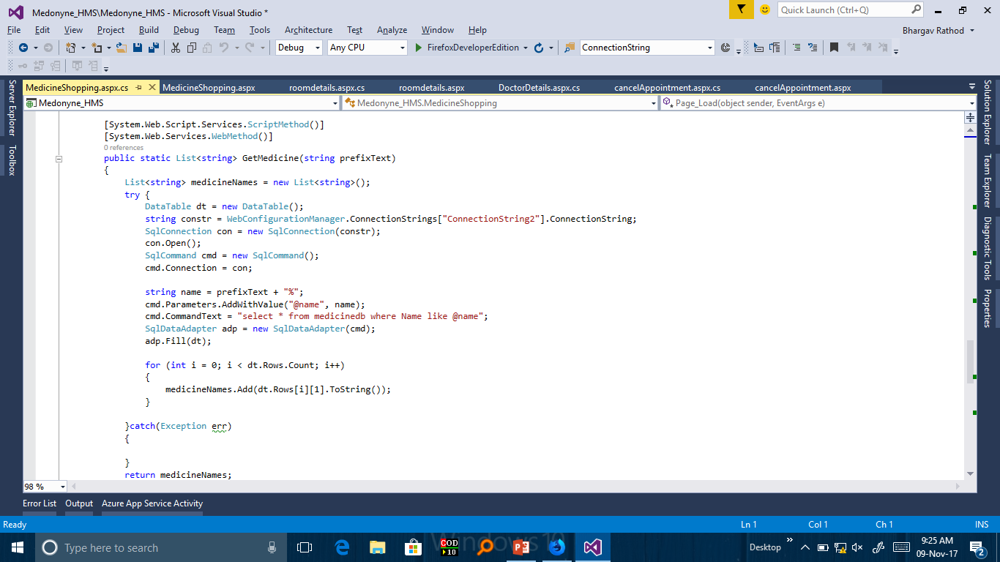 Medonyne_HMS\Medonyne_HMS - Microsoft Visual Studio *
Quick Launch (Ctrl+Q)
File Edit View Project Build Debug Team Tools Architecture Test Analyze Window Help
Bhargav Rathod
Debug Any CPU FirefoxDeveloperEdition ConnectionString
MedicineShopping.aspx.cs MedicineShopping.aspx roomdetails.aspx.cs roomdetails.aspx DoctorDetails.aspx.cs cancelAppointment.aspx.cs cancelAppointment.aspx
Medonyne_HMS Medonyne_HMS.MedicineShopping Page_Load(object sender, EventArgs e)
Server Explorer
Toolbox
[System.Web.Script.Services.ScriptMethod()]
[System.Web.Services.WebMethod()]
0 references
public static List<string> GetMedicine(string prefixText)
{
List<string> medicineNames = new List<string>();
try {
DataTable dt = new DataTable();
string constr = WebConfigurationManager.ConnectionStrings["ConnectionString2"].ConnectionString;
SqlConnection con = new SqlConnection(constr);
con.Open();
SqlCommand cmd = new SqlCommand();
cmd.Connection = con;
string name = prefixText + "%";
cmd.Parameters.AddWithValue("@name", name);
cmd.CommandText = "select * from medicinedb where Name like @name";
SqlDataAdapter adp = new SqlDataAdapter(cmd);
adp.Fill(dt);
for (int i = 0; i < dt.Rows.Count; i++)
{
medicineNames.Add(dt.Rows[i][1].ToString());
}
}catch(Exception err)
{
}
return medicineNames;
Solution Explorer
Team Explorer
Diagnostic Tools
Properties
98 %
Error List Output Azure App Service Activity
Ready Ln 1 Col 1 Ch 1 INS
Windows 10
Type here to search
COD
10
Desktop
9:25 AM
09-Nov-17
2